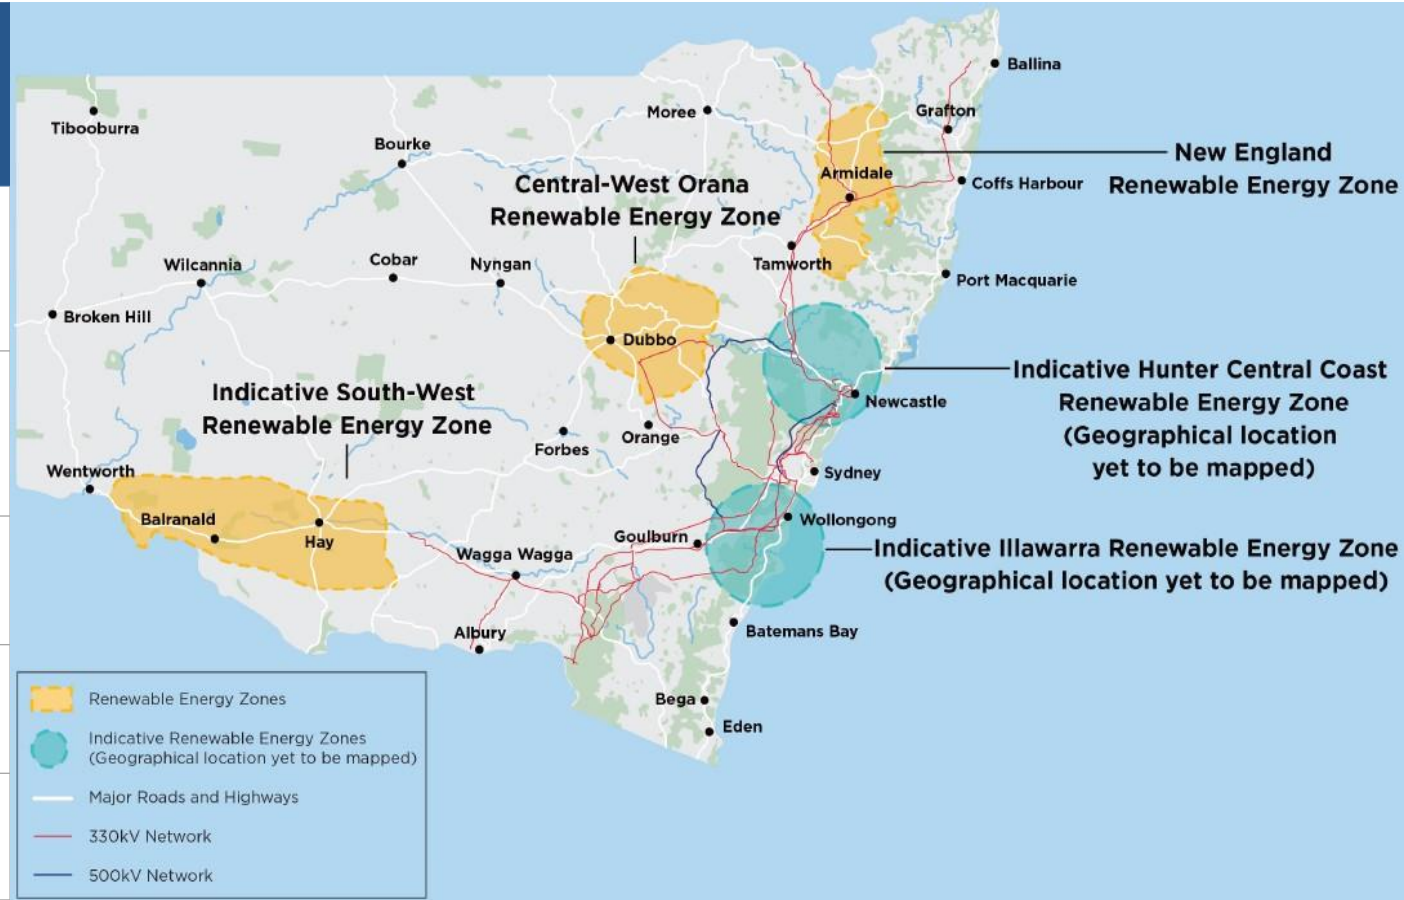 Ballina
Tibooburra
Moree
Grafton
Bourke
New England
Renewable Energy Zone
Armidale
Coffs Harbour
Central-West Orana
Renewable Energy Zone
Wilcannia
Cobar
Nyngan
Tamworth
Port Macquarie
Broken Hill
Dubbo
Indicative Hunter Central Coast
Renewable Energy Zone
(Geographical location
yet to be mapped)
Newcastle
Indicative South-West
Renewable Energy Zone
Forbes
Orange
Sydney
Wentworth
Balranald
Hay
Wollongong
Goulburn
Wagga Wagga
Indicative Illawarra Renewable Energy Zone
(Geographical location yet to be mapped)
Albury
Batemans Bay
Bega
Eden
Renewable Energy Zones
Indicative Renewable Energy Zones
(Geographical location yet to be mapped)
Major Roads and Highways
330kV Network
500kV Network